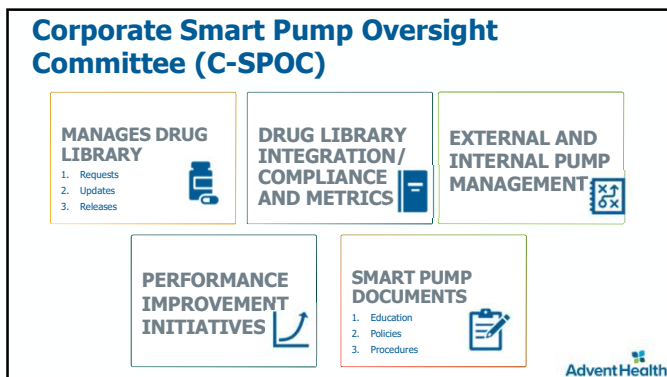 Corporate Smart Pump Oversight
Committee (C-SPOC)
MANAGES DRUG
LIBRARY
1. Requests
2. Updates
3. Releases
DRUG LIBRARY
INTEGRATION/
COMPLIANCE
AND METRICS
EXTERNAL AND
INTERNAL PUMP
MANAGEMENT
PERFORMANCE
IMPROVEMENT
INITIATIVES
SMART PUMP
DOCUMENTS
1. Education
2. Policies
3. Procedures
AdventHealth